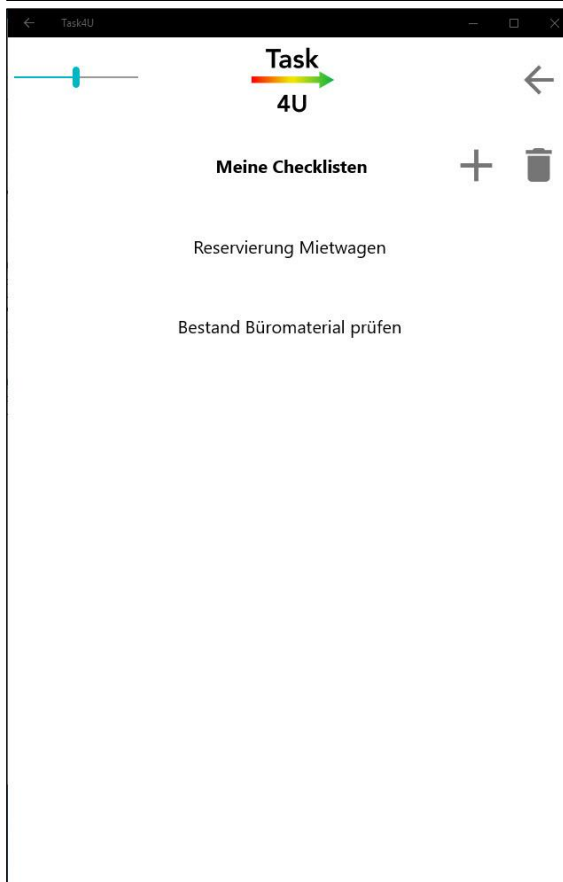 Task4U
Task
4U
Meine Checklisten
Reservierung Mietwagen
Bestand Büromaterial prüfen